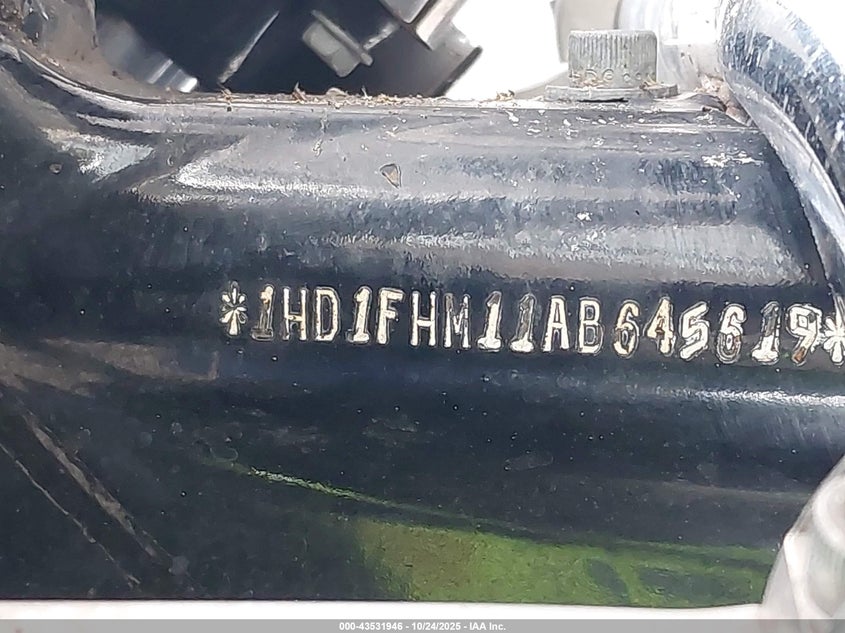 *1HD1FHM11AB645619*
000-43531946 - 10/24/2025 - IAA Inc.